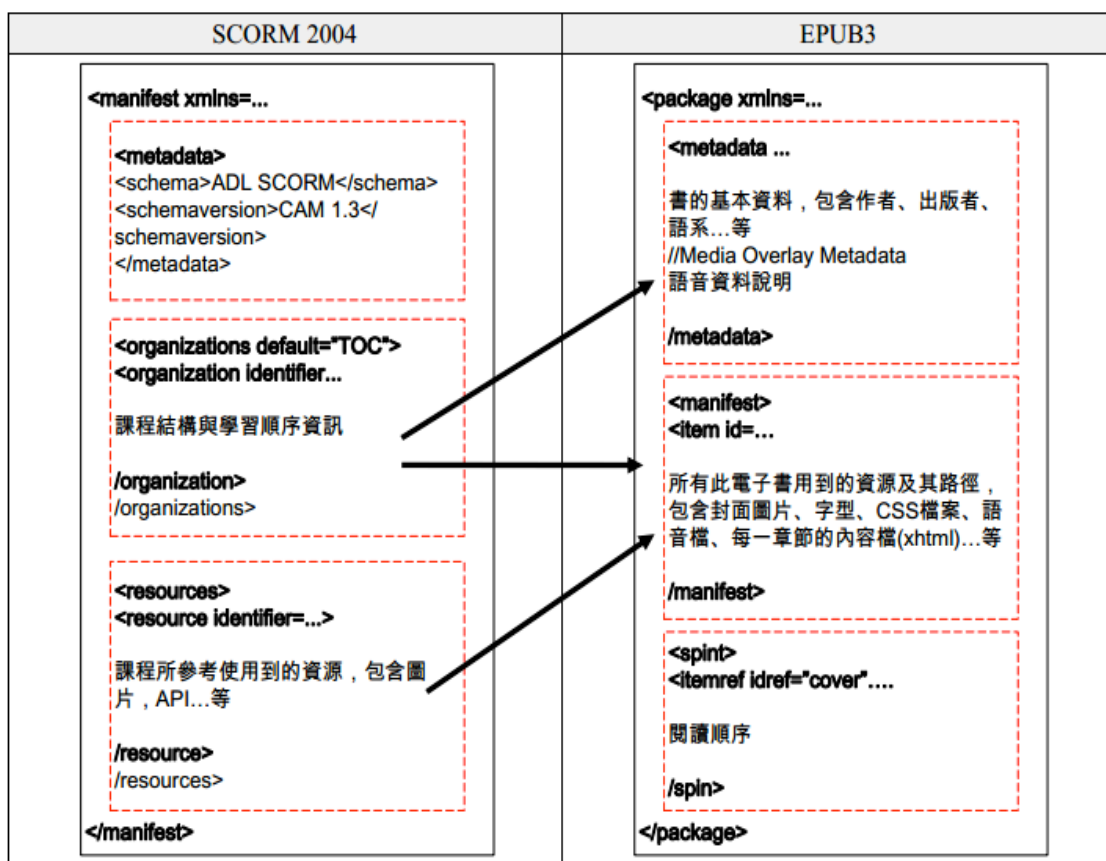 SCORM 2004
EPUB3
<manifest xmlns=...
<metadata>
<schema>ADL SCORM</schema>
<schemaversion>CAM 1.3</
schemaversion>
</metadata>
<organizations default="TOC">
<organization identifier...
課程結構與學習順序資訊
/organization>
/organizations>
<resources>
<resource identifier=...>
課程所參考使用到的資源，包含圖
片，API…等
/resource>
/resources>
</manifest>
<package xmlns=...
<metadata ...
書的基本資料，包含作者、出版者、
語系…等
//Media Overlay Metadata
語音資料說明
/metadata>
<manifest>
<item id=…
所有此電子書用到的資源及其路徑，
包含封面圖片、字型、CSS檔案、語
音檔、每一章節的內容檔(xhtml)…等
/manifest>
<spint>
<itemref idref="cover"….
閱讀順序
/spin>
</package>